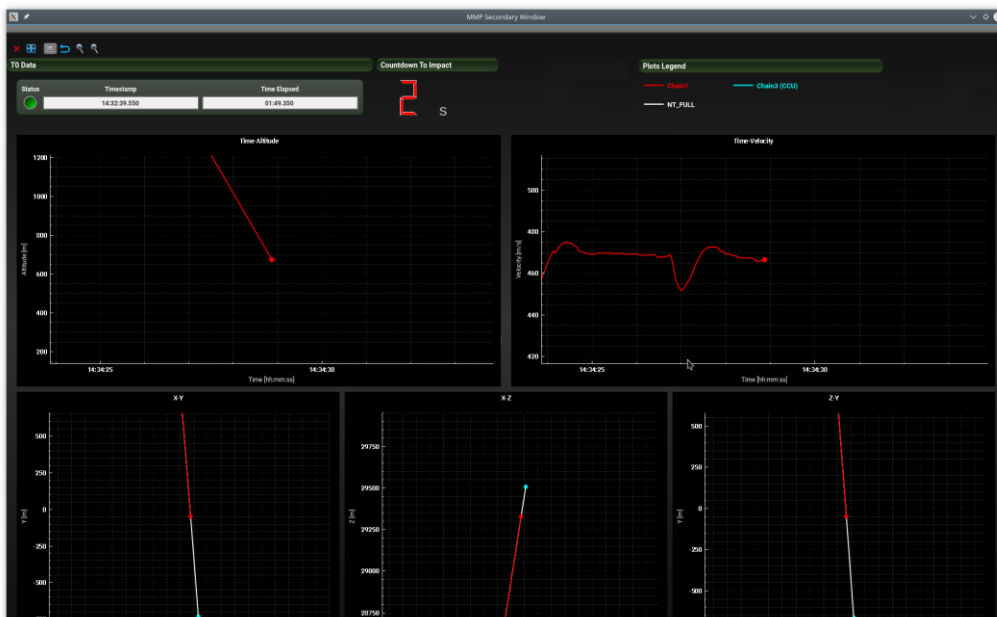 MMP Secondary Window
T0 Data
Countdown To Impact
Plots Legend
Status
Timestamp
Time Elapsed
14:32:39.550
01:49.350
2 S
Chain1
Chain3 (CCU)
NT_FULL
Time-Altitude
1200
1000
800
600
400
200
Altitude [m]
14:34:25
14:34:30
Time [hh:mm:ss]
Time-Velocity
500
480
460
440
420
Velocity [m/s]
14:34:25
14:34:30
Time [hh:mm:ss]
X-Y
500
250
0
-250
-500
Y [m]
X-Z
29750
29500
29250
29000
28750
Z [m]
Z-Y
500
250
0
-250
-500
Y [m]